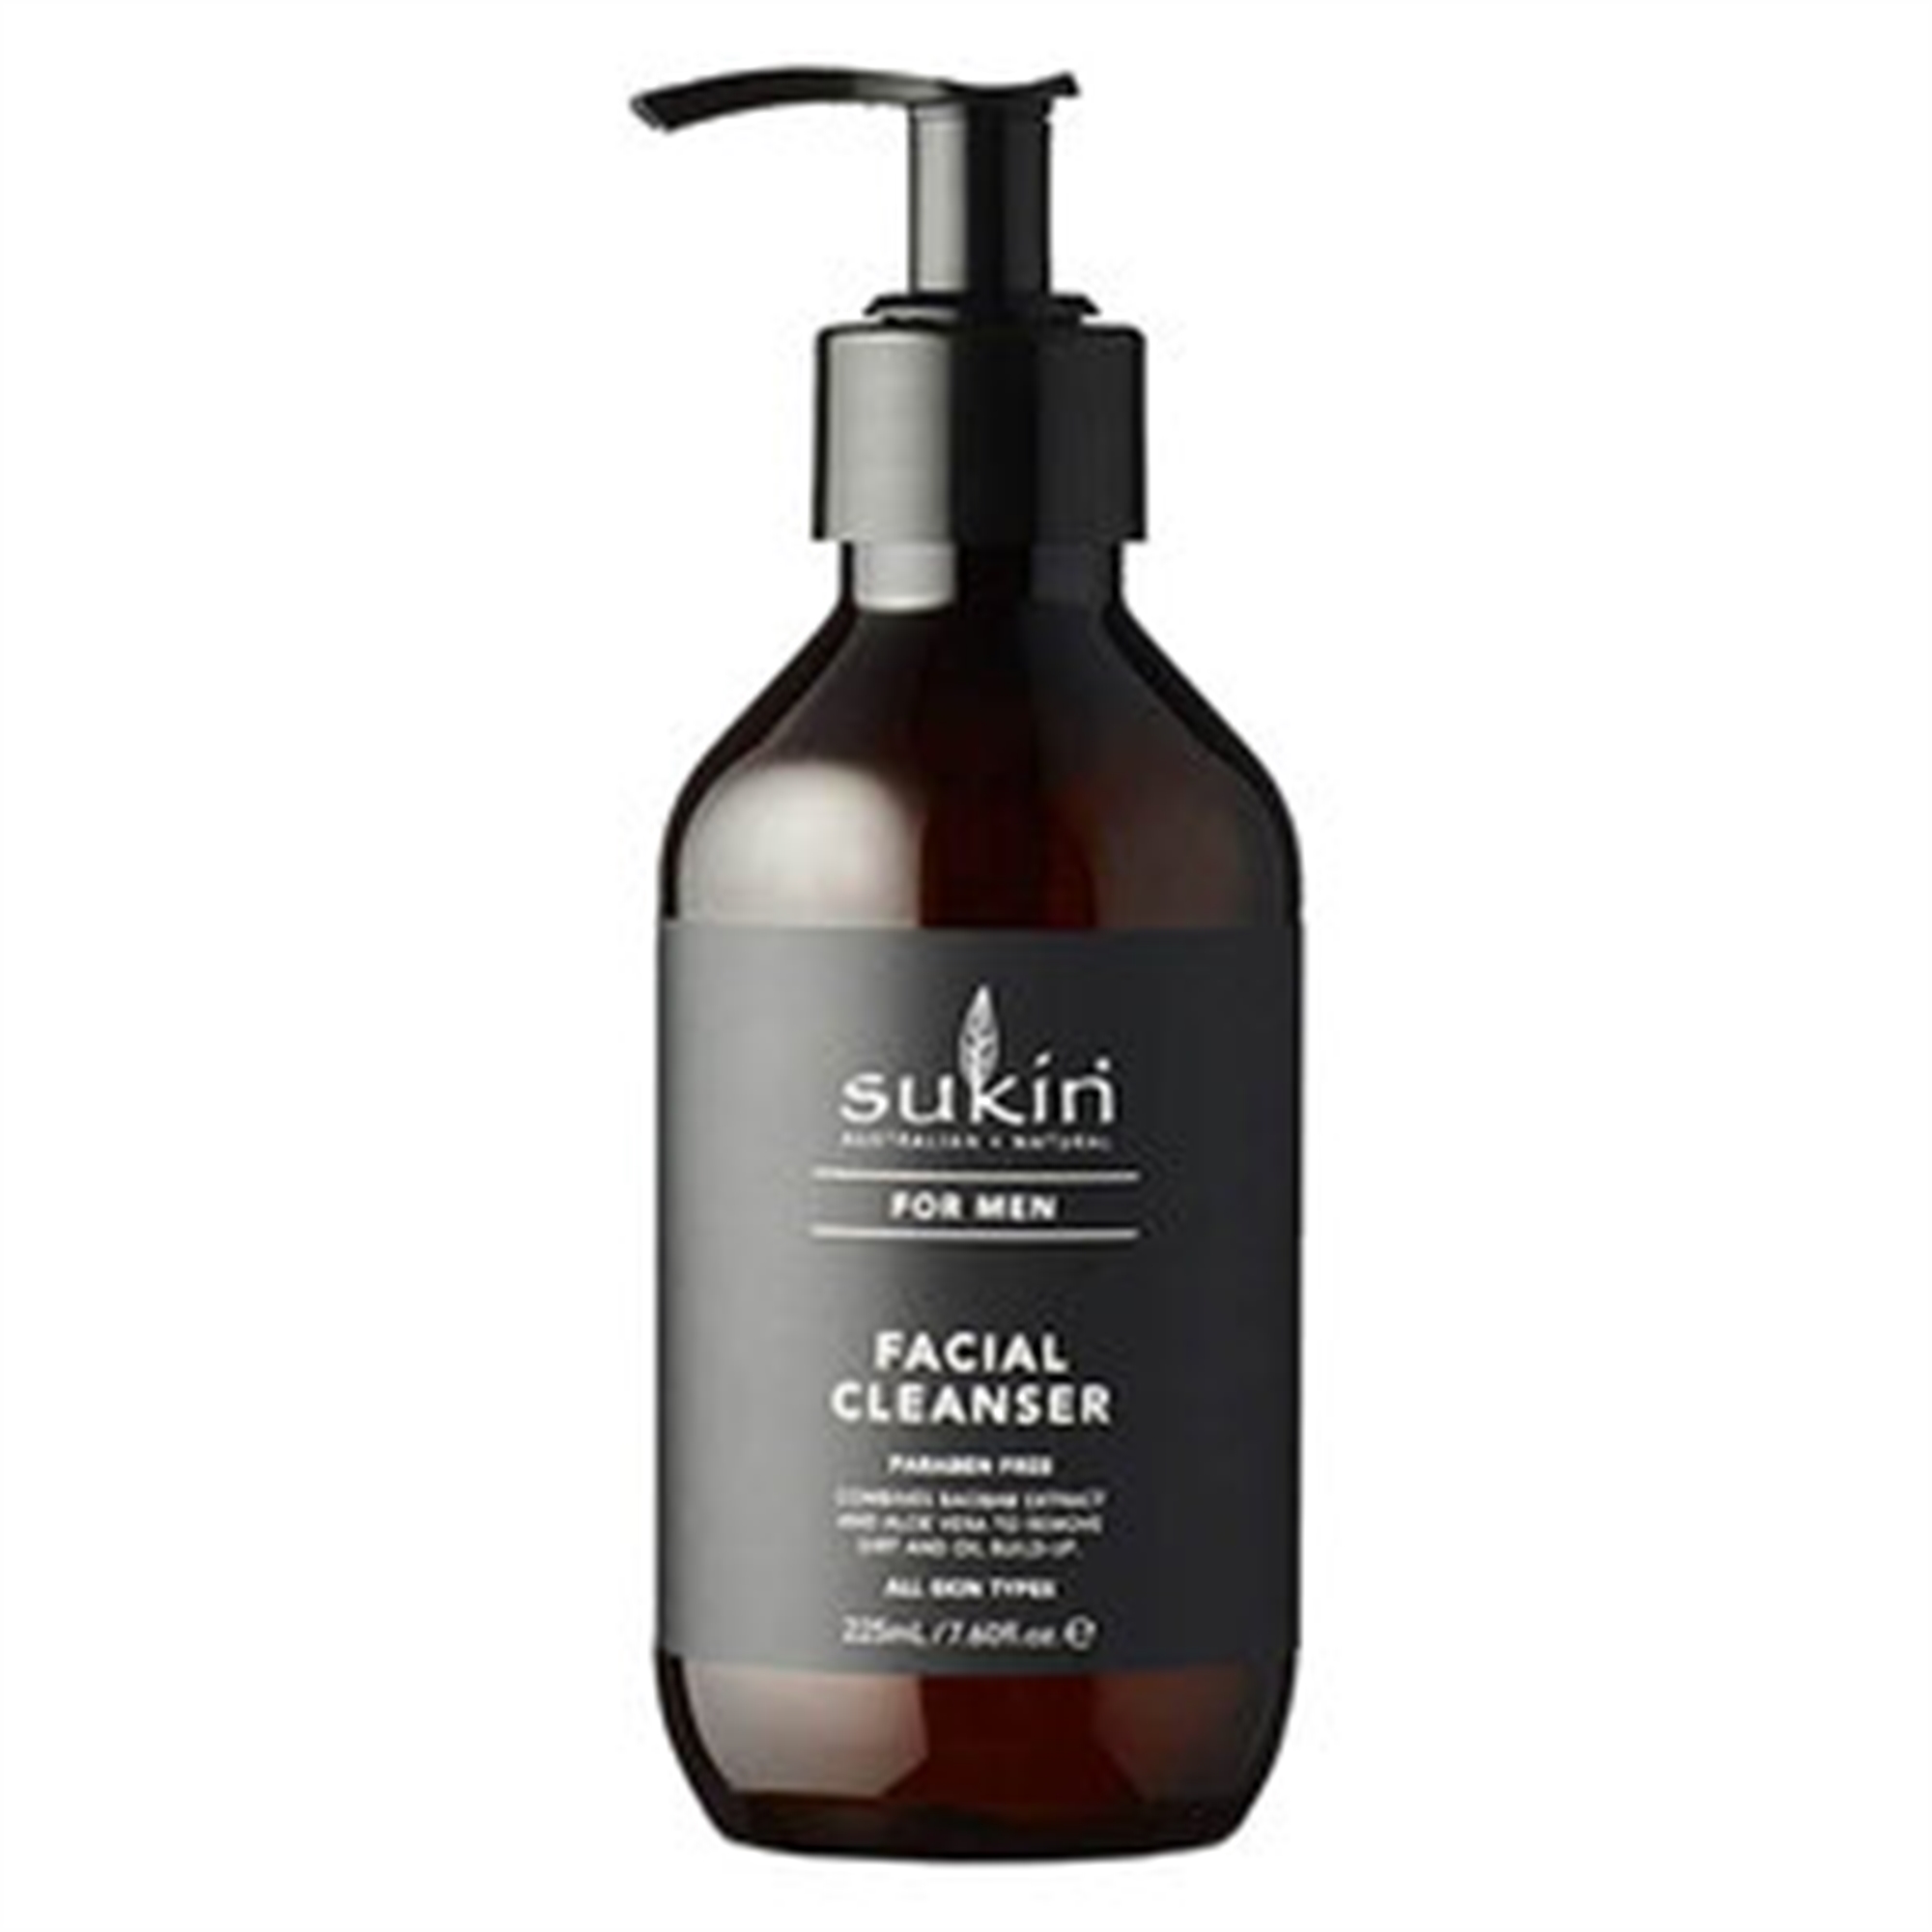 sukin
AUSTRALIAN + NATURAL
FOR MEN
FACIAL
CLEANSER
PARABEN FREE
COMBINES BAOBAB EXTRACT
AND ALOE VERA TO REMOVE
DIRT AND OIL BUILD-UP.
ALL SKIN TYPES
225mL / 7.60fl.oz. ℮